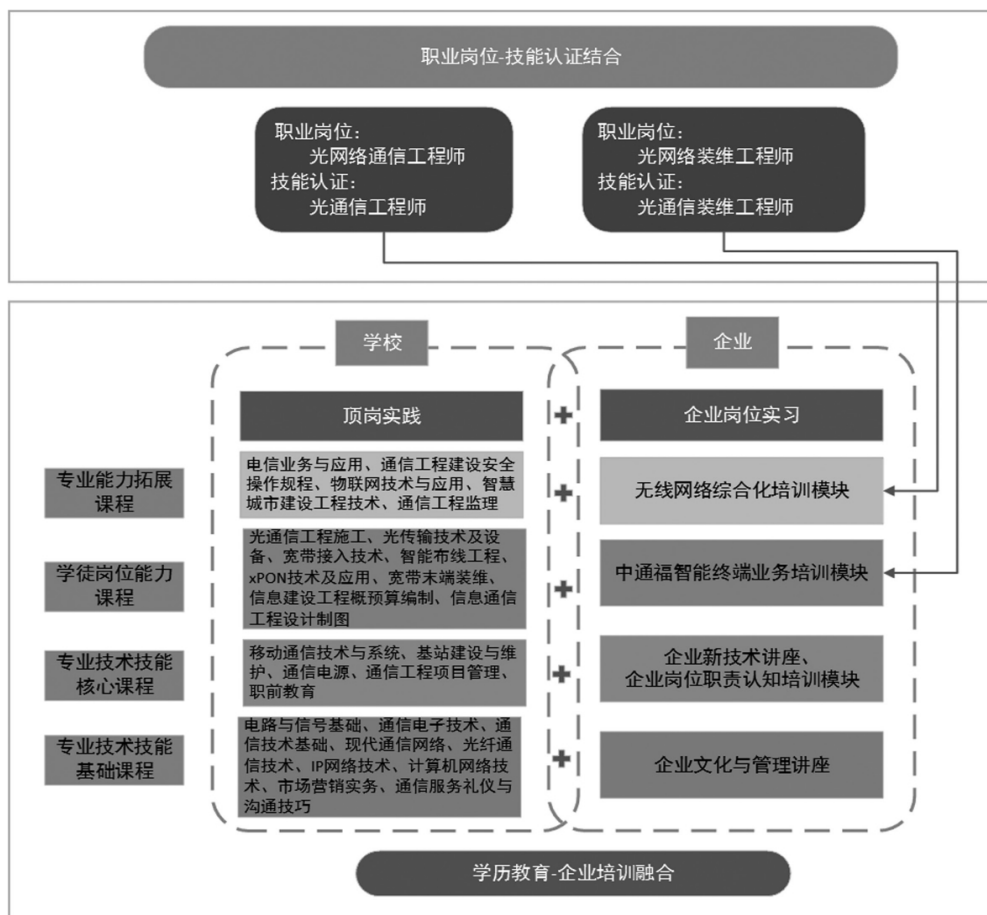 职业岗位-技能认证结合
职业岗位：
光网络通信工程师
技能认证：
光通信工程师
职业岗位：
光网络装维工程师
技能认证：
光通信装维工程师
学校
企业
顶岗实践
企业岗位实习
专业能力拓展
课程
电信业务与应用、通信工程建设安全
操作规程、物联网技术与应用、智慧
城市建设工程技术、通信工程监理
无线网络综合化培训模块
学徒岗位能力
课程
光通信工程施工、光传输技术及设
备、宽带接入技术、智能布线工程、
xPON技术及应用、宽带末端装维、
信息建设工程概预算编制、信息通信
工程设计制图
中通福智能终端业务培训模块
专业技术技能
核心课程
移动通信技术与系统、基站建设与维
护、通信电源、通信工程项目管理、
职前教育
企业新技术讲座、
企业岗位职责认知培训模块
专业技术技能
基础课程
电路与信号基础、通信电子技术、通
信技术基础、现代通信网络、光纤通
信技术、IP网络技术、计算机网络技
术、市场营销实务、通信服务礼仪与
沟通技巧
企业文化与管理讲座
学历教育-企业培训融合